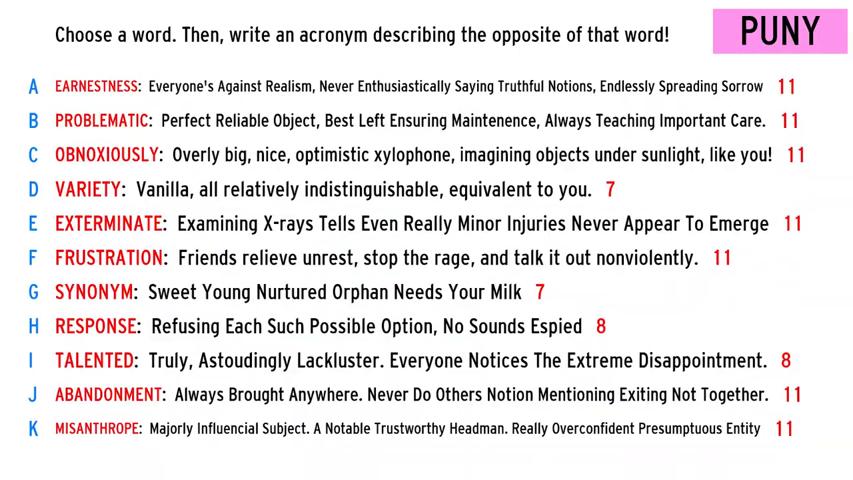 Choose a word. Then, write an acronym describing the opposite of that word!
PUNY
A EARNESTNESS: Everyone's Against Realism, Never Enthusiastically Saying Truthful Notions, Endlessly Spreading Sorrow 11
B PROBLEMATIC: Perfect Reliable Object, Best Left Ensuring Maintenence, Always Teaching Important Care. 11
C OBNOXIOUSLY: Overly big, nice, optimistic xylophone, imagining objects under sunlight, like you! 11
D VARIETY: Vanilla, all relatively indistinguishable, equivalent to you. 7
E EXTERMINATE: Examining X-rays Tells Even Really Minor Injuries Never Appear To Emerge 11
F FRUSTRATION: Friends relieve unrest, stop the rage, and talk it out nonviolently. 11
G SYNONYM: Sweet Young Nurtured Orphan Needs Your Milk 7
H RESPONSE: Refusing Each Such Possible Option, No Sounds Espied 8
I TALENTED: Truly, Astoudingly Lackluster. Everyone Notices The Extreme Disappointment. 8
J ABANDONMENT: Always Brought Anywhere. Never Do Others Notion Mentioning Exiting Not Together. 11
K MISANTHROPE: Majorly Influencial Subject. A Notable Trustworthy Headman. Really Overconfident Presumptuous Entity 11